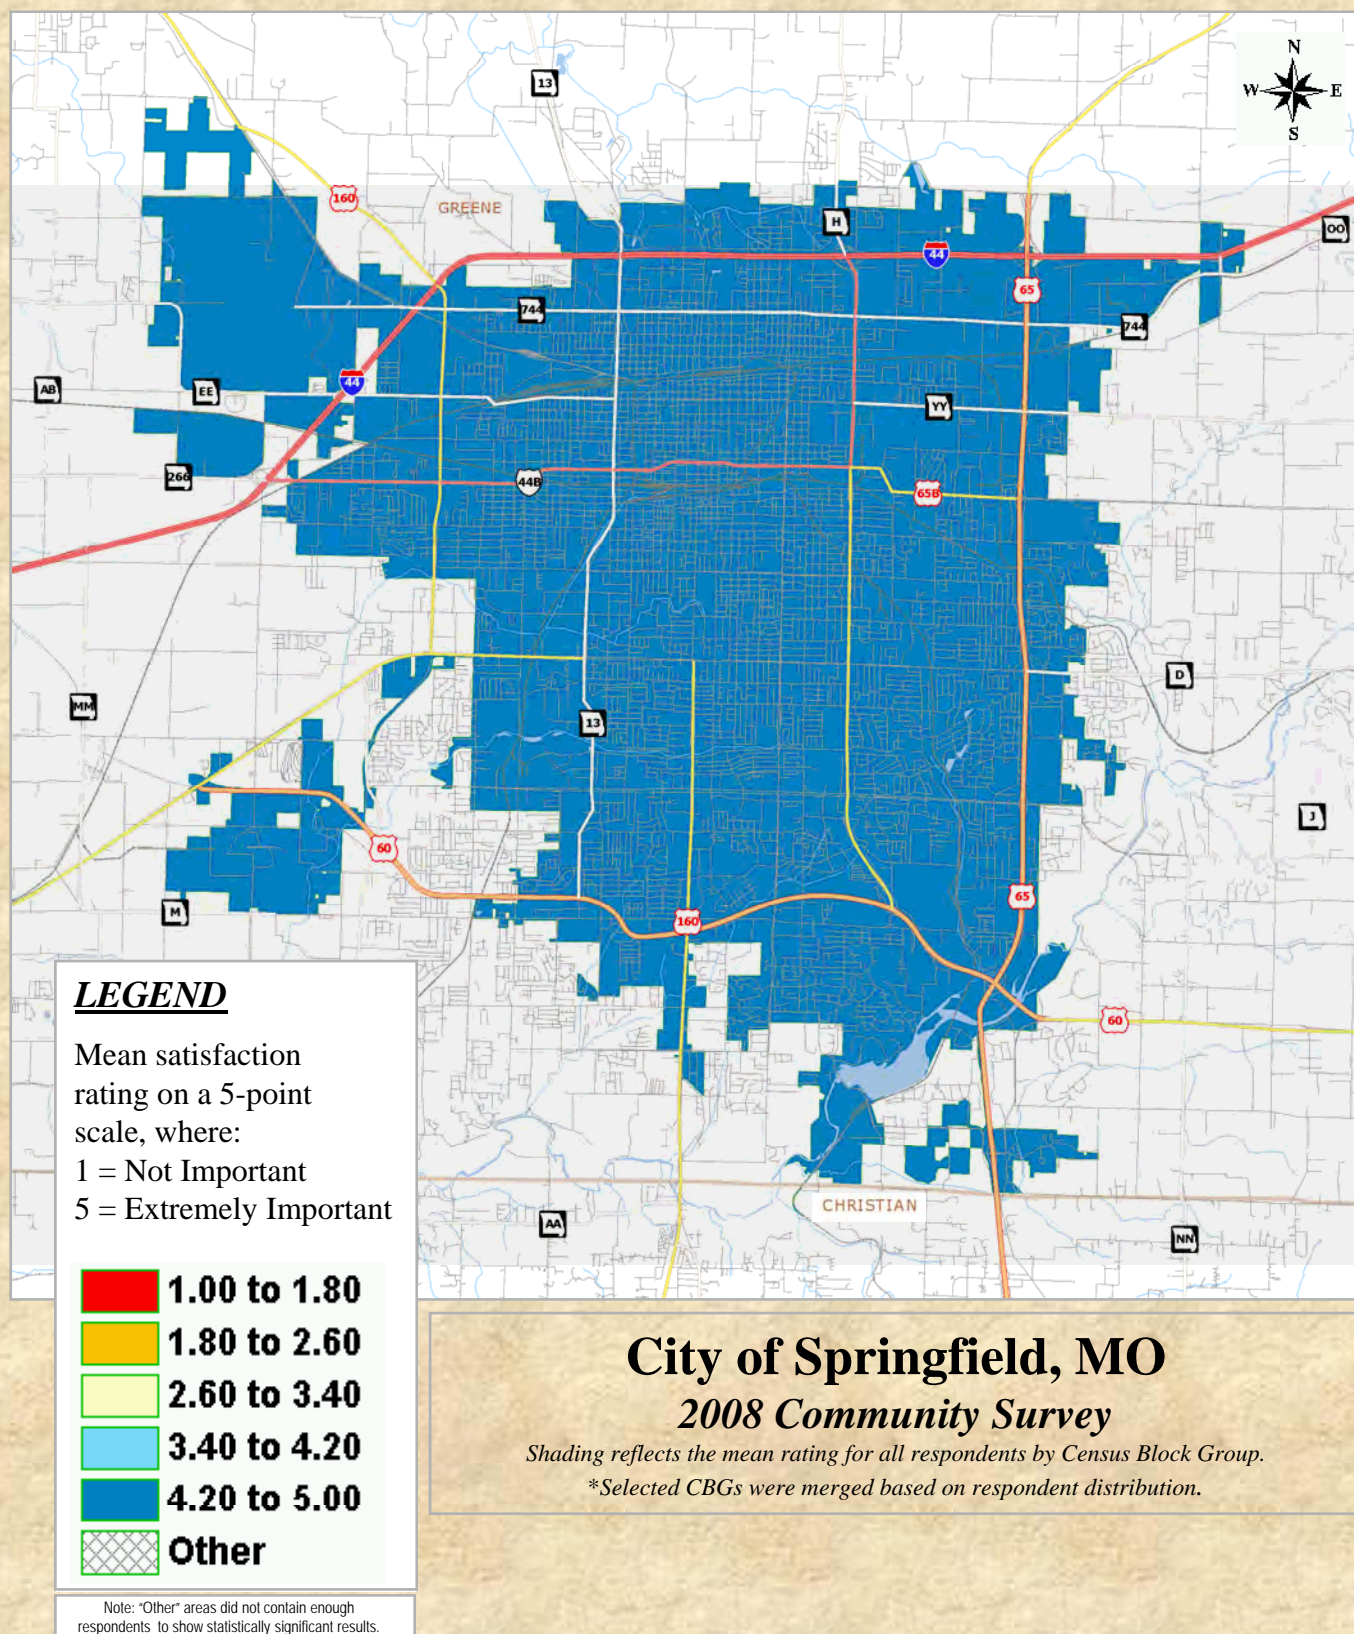 N
W E
S
13
160
GREENE
H
OO
44
65
744
744
AB
EE
44
YY
266
44B
65B
D
MM
13
J
60
65
M
160
60
CHRISTIAN
AA
NN
LEGEND
Mean satisfaction
rating on a 5-point
scale, where:
1 = Not Important
5 = Extremely Important
1.00 to 1.80
1.80 to 2.60
2.60 to 3.40
3.40 to 4.20
4.20 to 5.00
Other
Note: “Other” areas did not contain enough
respondents to show statistically significant results.
City of Springfield, MO
2008 Community Survey
Shading reflects the mean rating for all respondents by Census Block Group.
*Selected CBGs were merged based on respondent distribution.